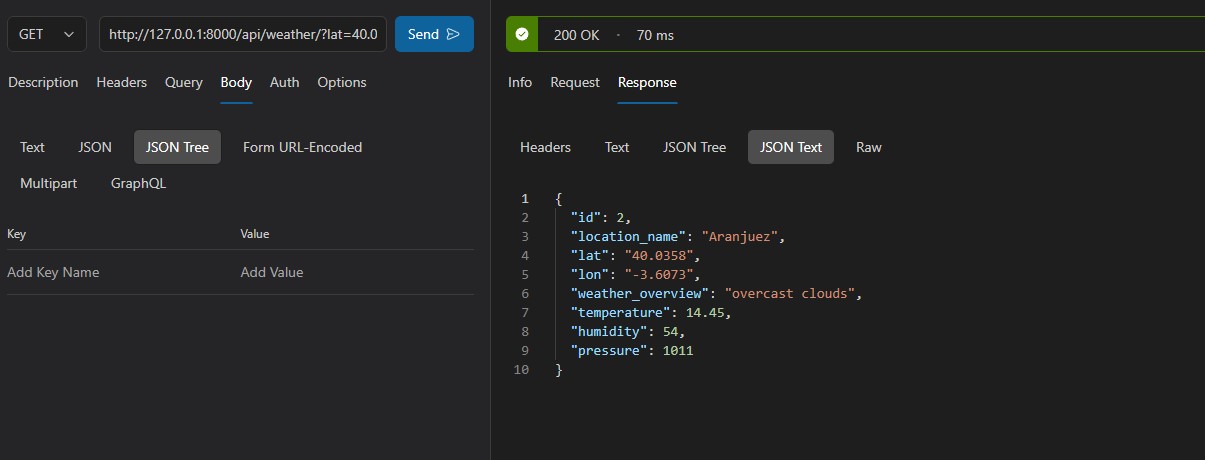 GET http://127.0.0.1:8000/api/weather/?lat=40.0 Send
Description Headers Query Body Auth Options
Text JSON JSON Tree Form URL-Encoded
Multipart GraphQL
Key Value
Add Key Name Add Value
200 OK · 70 ms
Info Request Response
Headers Text JSON Tree JSON Text Raw
1 {
2 "id": 2,
3 "location_name": "Aranjuez",
4 "lat": "40.0358",
5 "lon": "-3.6073",
6 "weather_overview": "overcast clouds",
7 "temperature": 14.45,
8 "humidity": 54,
9 "pressure": 1011
10 }